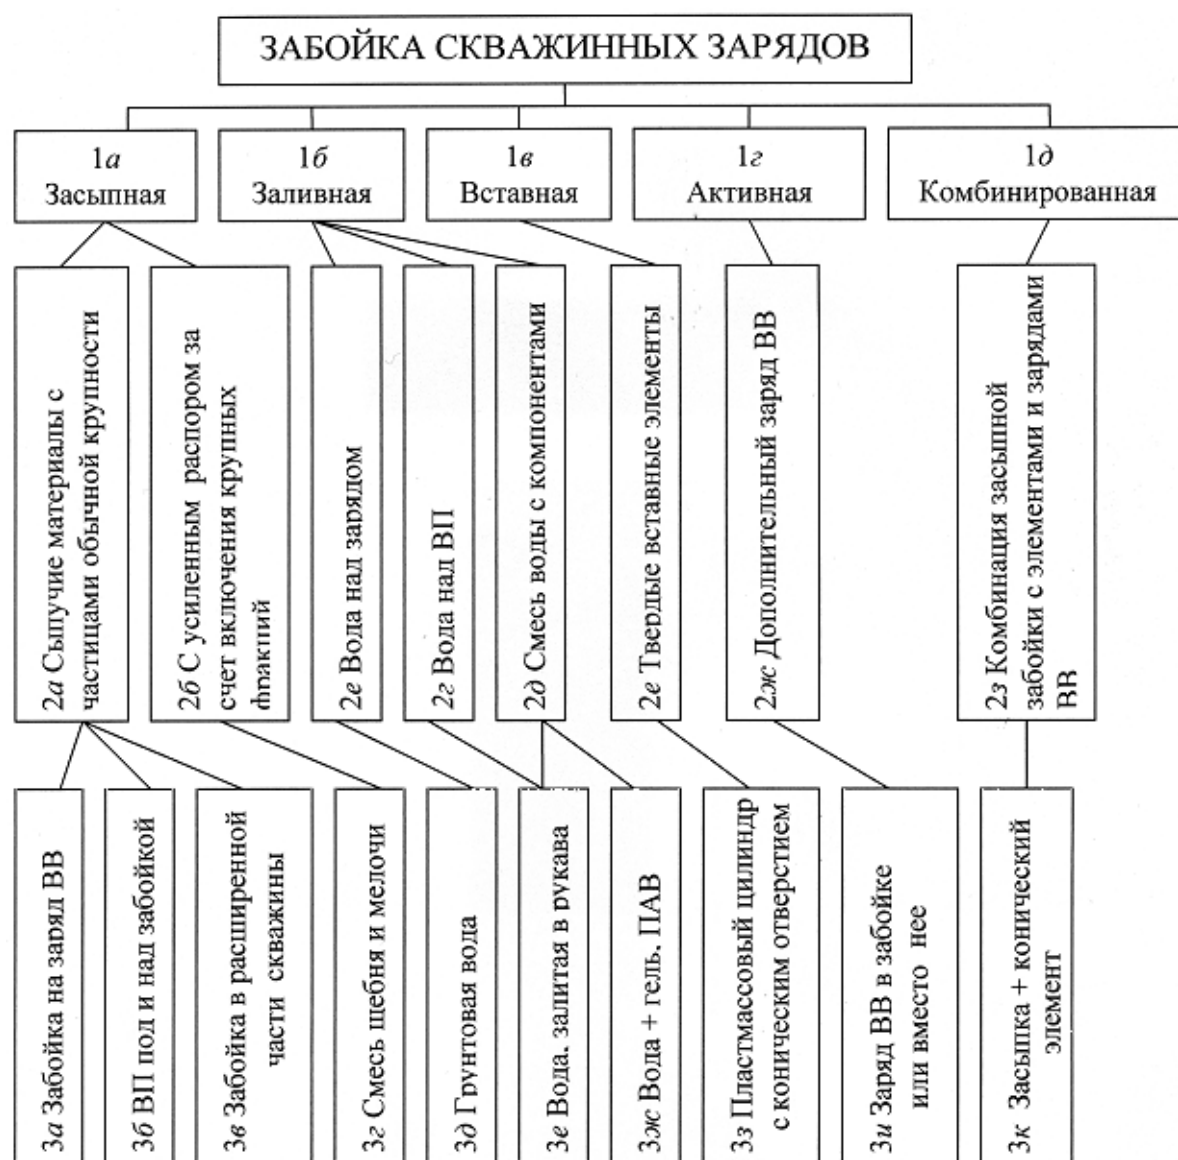 ЗАБОЙКА СКВАЖИННЫХ ЗАРЯДОВ
1а
Засыпная
1б
Заливная
1в
Вставная
1г
Активная
1д
Комбинированная
2а Сыпучие материалы с
частицами обычной крупности
2б С усиленным распором за
счет включения крупных
фракций
2е Вода над зарядом
2г Вода над ВП
2д Смесь воды с компонентами
2е Твердые вставные элементы
2ж Дополнительный заряд ВВ
2з Комбинация засыпной
забойки с элементами и зарядами
ВВ
3а Забойка на заряд ВВ
3б ВП под и над забойкой
3в Забойка в расширенной
части скважины
3г Смесь щебня и мелочи
3д Грунтовая вода
3е Вода, залитая в рукава
3ж Вода + гель, ПАВ
3з Пластмассовый цилиндр
с коническим отверстием
3и Заряд ВВ в забойке
или вместо нее
3к Засыпка + конический
элемент